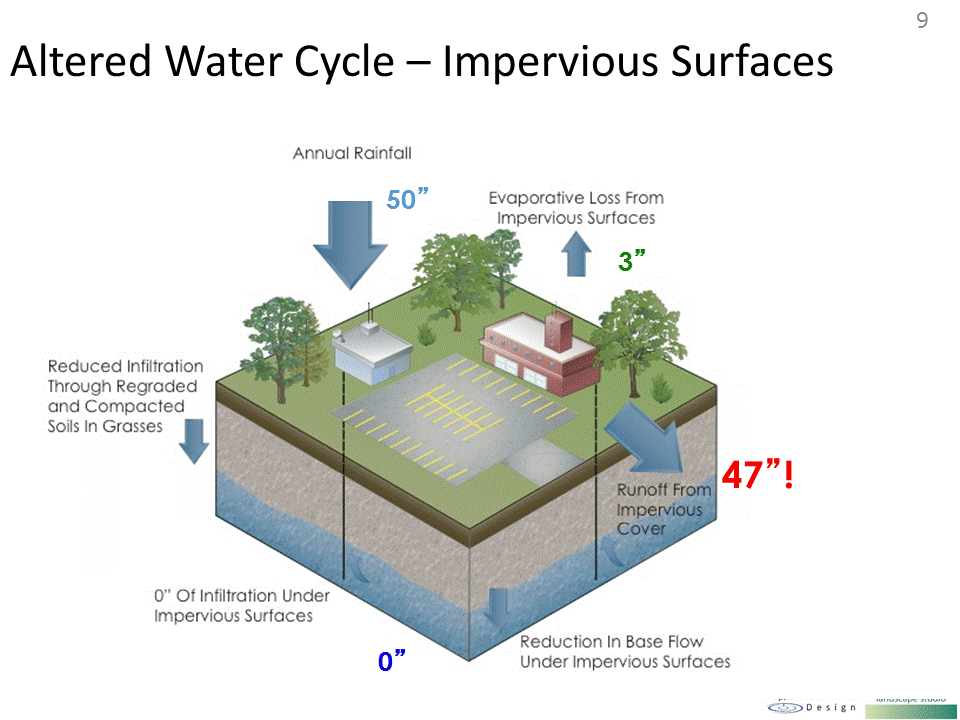 9
Altered Water Cycle – Impervious Surfaces
Annual Rainfall
50”
Evaporative Loss From
Impervious Surfaces
3”
Reduced Infiltration
Through Regraded
and Compacted
Soils In Grasses
47”!
Runoff From
Impervious
Cover
0” Of Infiltration Under
Impervious Surfaces
0”
Reduction In Base Flow
Under Impervious Surfaces
landscape studio
Design